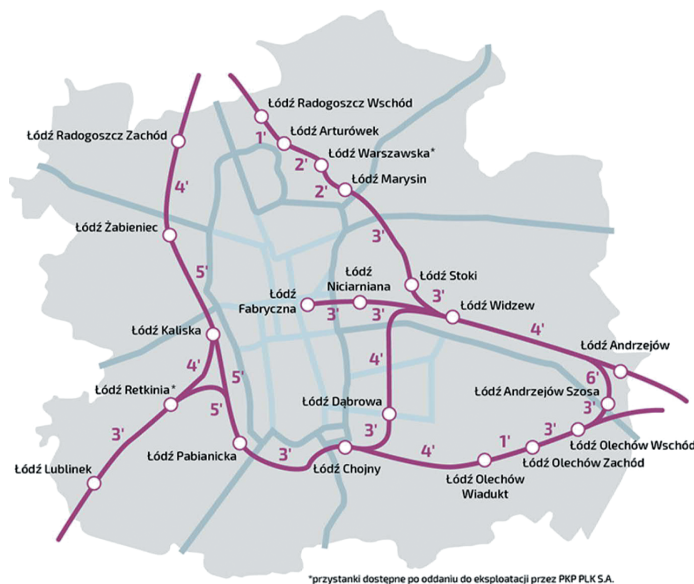 Łódź Radogoszcz Wschód
1'
Łódź Arturówek
Łódź Radogoszcz Zachód
2'
Łódź Warszawska*
2'
Łódź Marysin
4'
3'
Łódź Żabieniec
5'
Łódź
Niciarniana
Łódź Stoki
3'
Łódź
Fabryczna
3'
3'
Łódź Widzew
4'
Łódź Kaliska
Łódź Andrzejów
4'
5'
4'
6'
Łódź Retkinia*
5'
Łódź Andrzejów Szosa
3'
Łódź Dąbrowa
3'
3'
3'
Łódź Olechów Wschód
Łódź Pabianicka
3'
Łódź Chojny
4'
1'
Łódź Olechów Zachód
Łódź Lublinek
Łódź Olechów
Wiadukt
*przystanki dostępne po oddaniu do eksploatacji przez PKP PLK S.A.